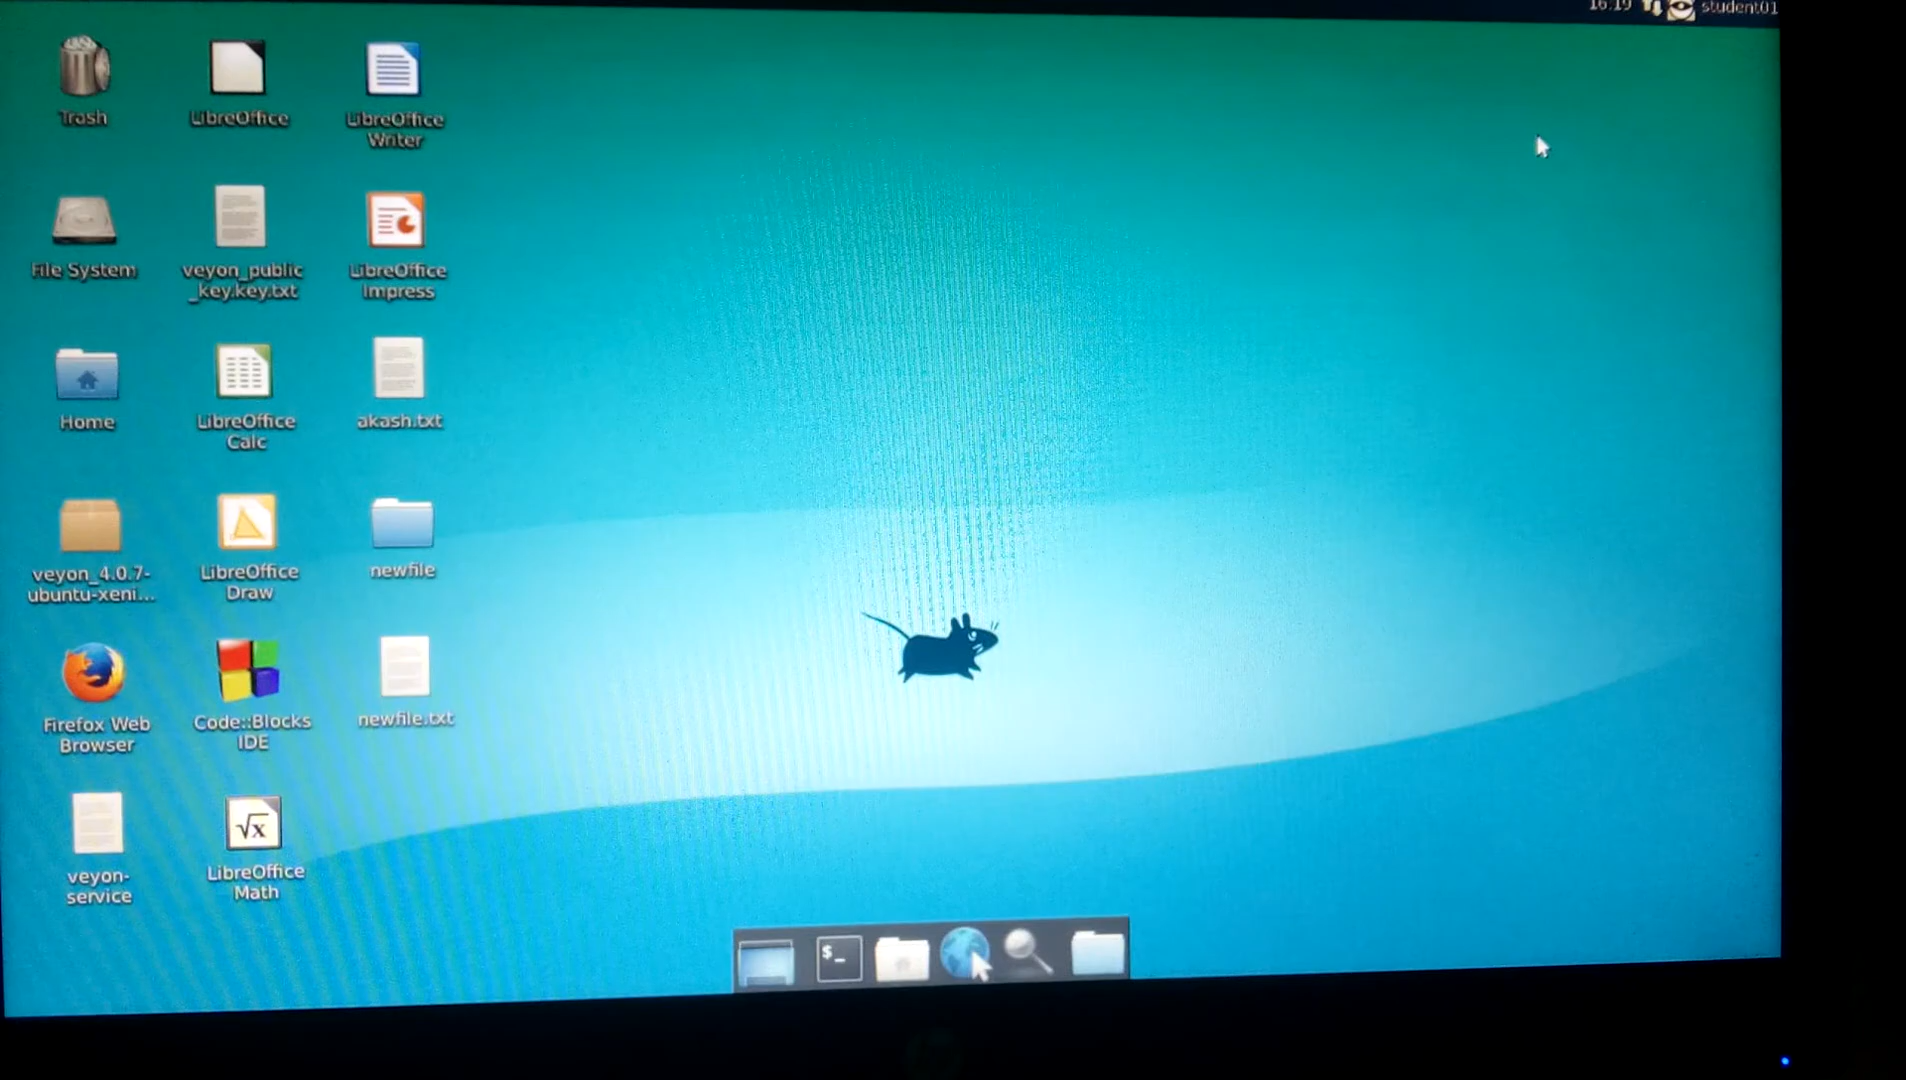 16:19 student01
Trash
LibreOffice
LibreOffice
Writer
File System
veyon_public
_key.key.txt
LibreOffice
Impress
Home
LibreOffice
Calc
akash.txt
veyon_4.0.7-
ubuntu-xeni...
LibreOffice
Draw
newfile
Firefox Web
Browser
Code::Blocks
IDE
newfile.txt
veyon-
service
√x
LibreOffice
Math
$_